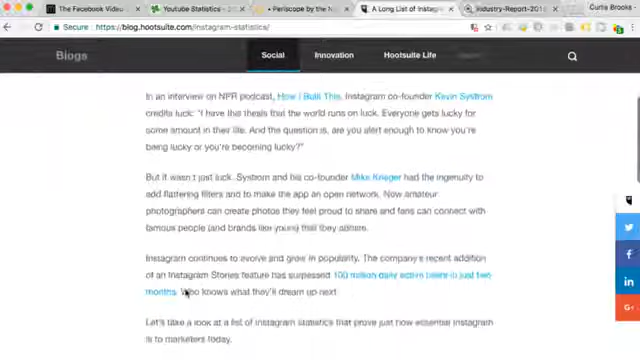 The Facebook Video
Youtube Statistics – 2
• Periscope by the N
A Long List of Instag
Industry-Report-201
Curtis Brooks
Secure https://blog.hootsuite.com/instagram-statistics/
Blogs Social Innovation Hootsuite Life
In an interview on NPR podcast, How I Built This, Instagram co-founder Kevin Systrom
credits luck: "I have this thesis that the world runs on luck. Everyone gets lucky for
some amount in their life. And the question is, are you alert enough to know you're
being lucky or you're becoming lucky?"
But it wasn't just luck. Systrom and his co-founder Mike Krieger had the ingenuity to
add flattering filters and to make the app an open network. Now amateur
photographers can create photos they feel proud to share and fans can connect with
famous people (and brands like yours) that they admire.
Instagram continues to evolve and grow in popularity. The company's recent addition
of an Instagram Stories feature has surpassed 100 million daily active users in just two
months. Who knows what they'll dream up next.
Let's take a look at a list of Instagram statistics that prove just how essential Instagram
is to marketers today.